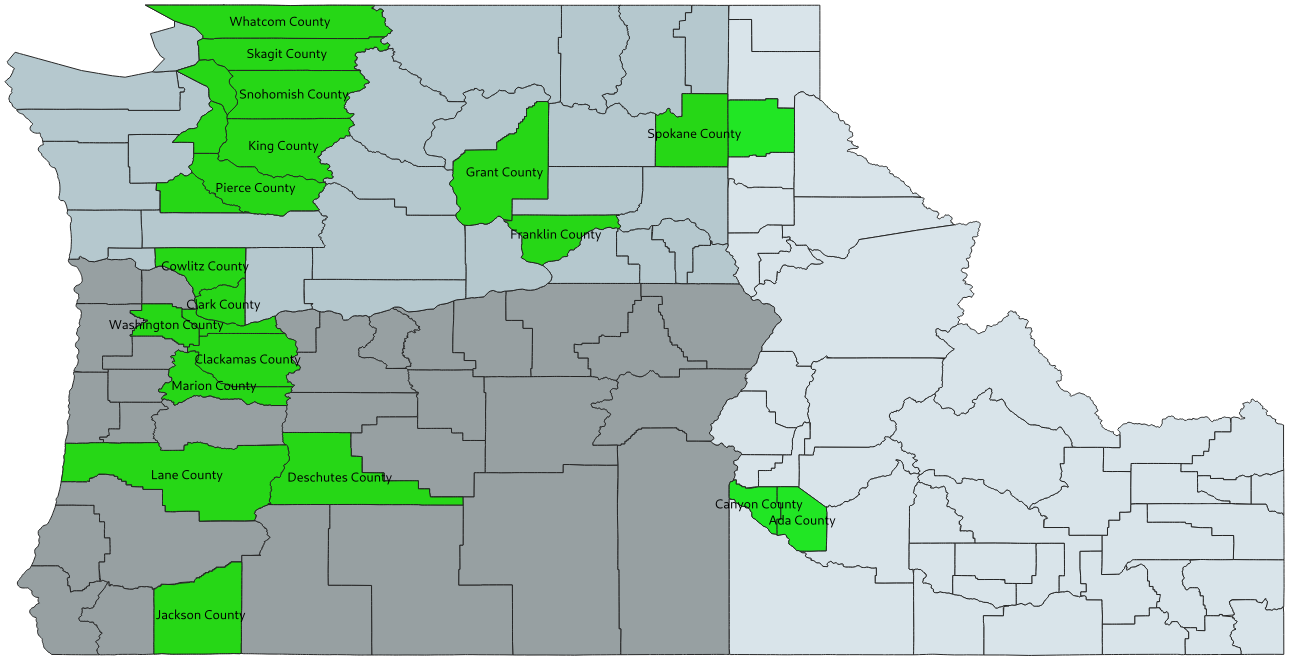 Whatcom County
Skagit County
Snohomish County
Spokane County
King County
Grant County
Pierce County
Franklin County
Cowlitz County
Clark County
Washington County
Clackamas County
Marion County
Lane County
Deschutes County
Canyon County
Ada County
Jackson County